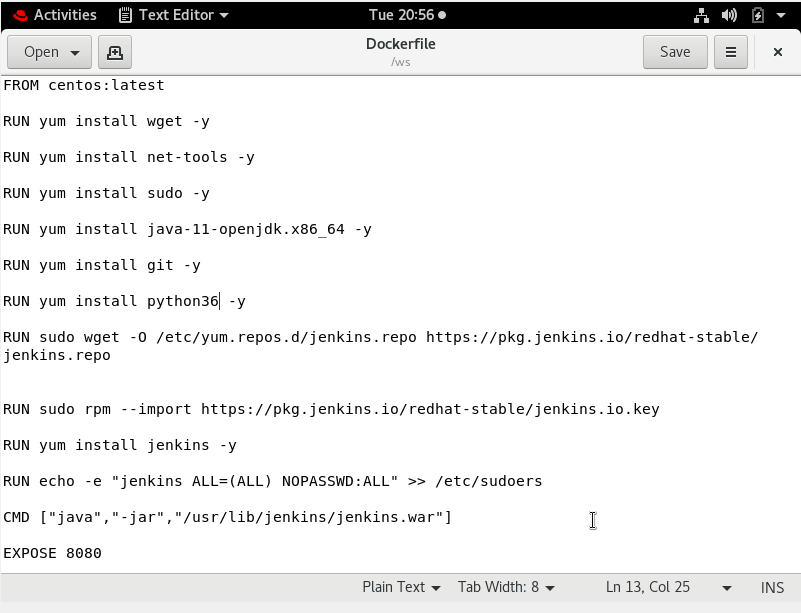 Activities Text Editor Tue 20:56
Open Dockerfile Save
/ws
FROM centos:latest
RUN yum install wget -y
RUN yum install net-tools -y
RUN yum install sudo -y
RUN yum install java-11-openjdk.x86_64 -y
RUN yum install git -y
RUN yum install python36 -y
RUN sudo wget -O /etc/yum.repos.d/jenkins.repo https://pkg.jenkins.io/redhat-stable/
jenkins.repo
RUN sudo rpm --import https://pkg.jenkins.io/redhat-stable/jenkins.io.key
RUN yum install jenkins -y
RUN echo -e "jenkins ALL=(ALL) NOPASSWD:ALL" >> /etc/sudoers
CMD ["java","-jar","/usr/lib/jenkins/jenkins.war"]
EXPOSE 8080
Plain Text Tab Width: 8 Ln 13, Col 25 INS